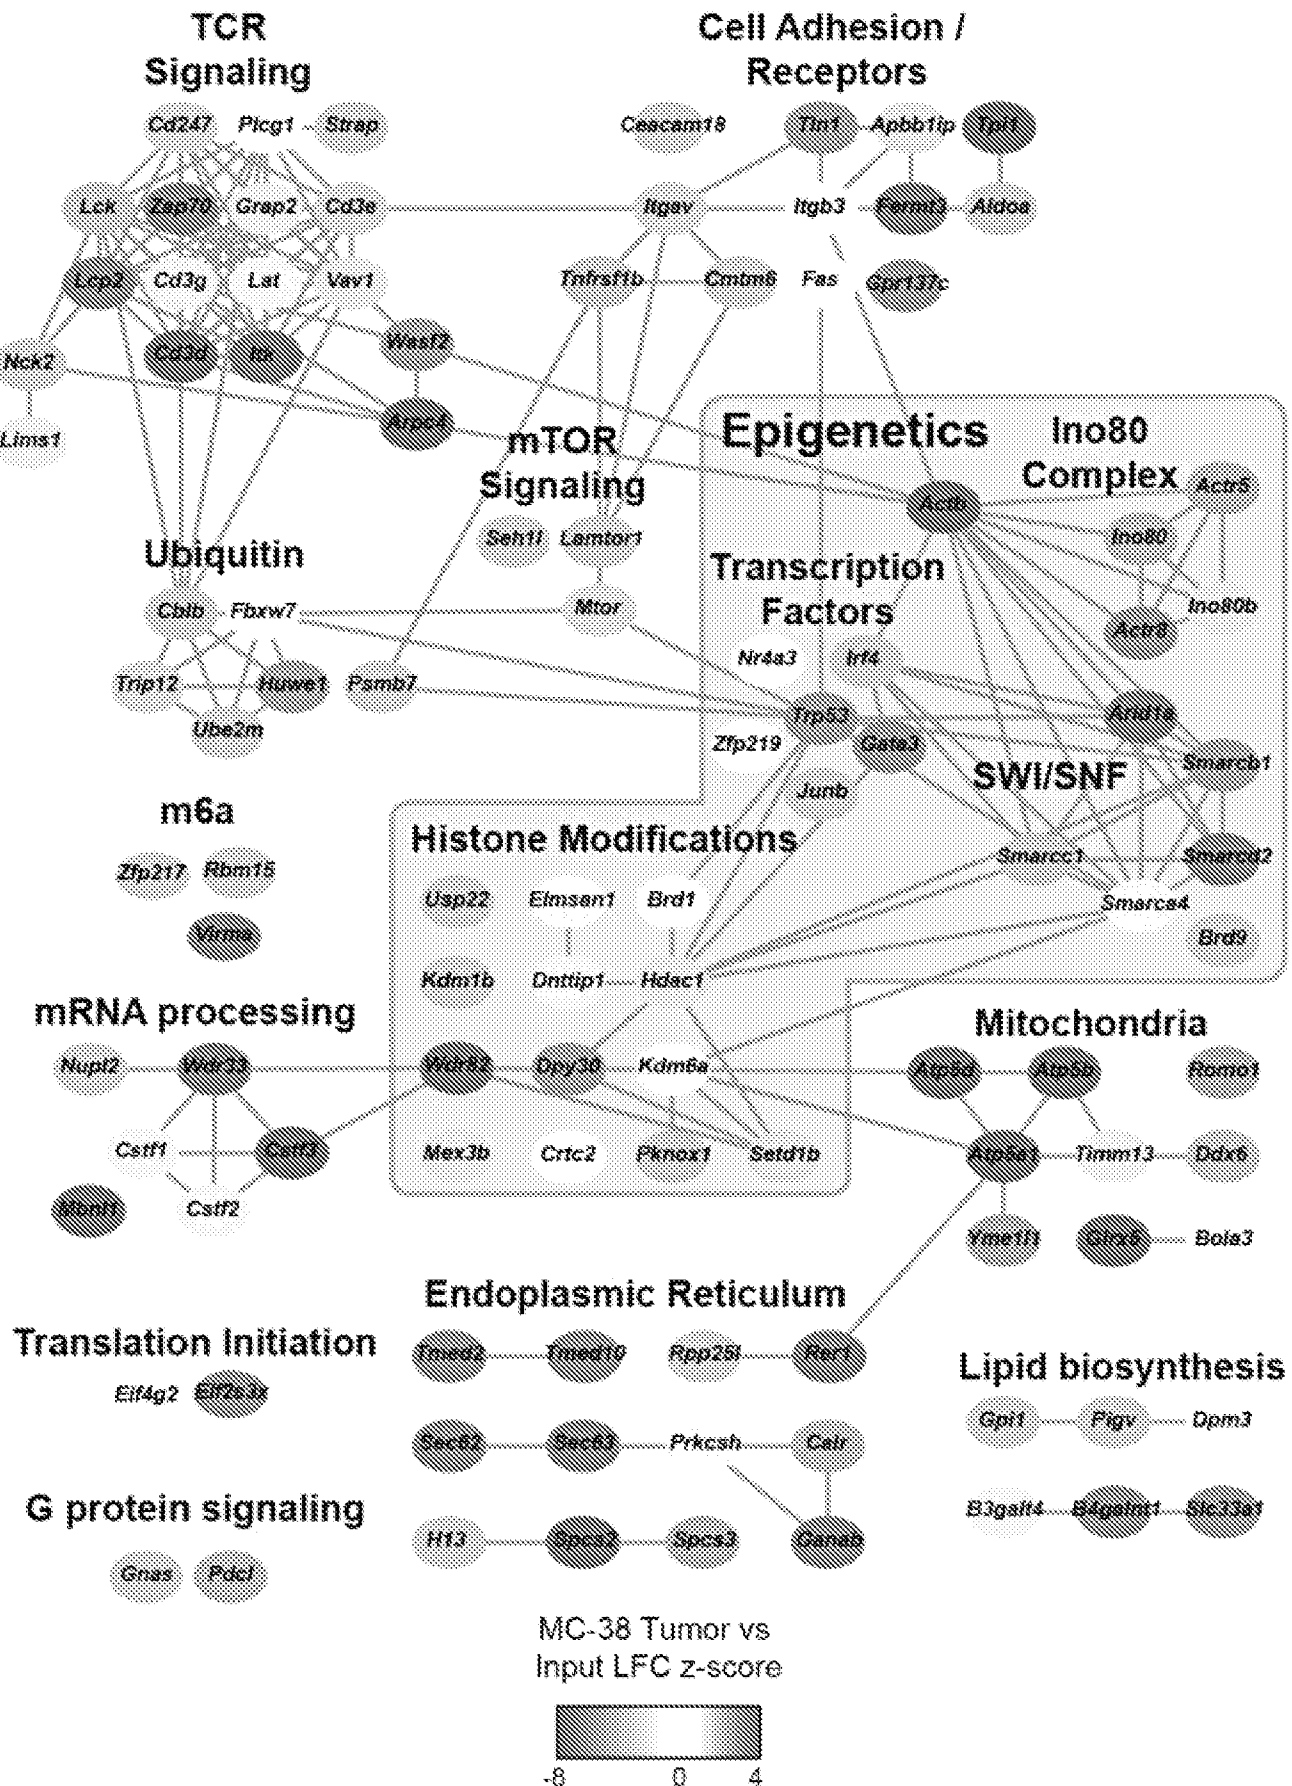 TCR
Signaling
Cd247 Plcg1 Strap
Lck Zap70 Grap2 Cd3e
Lcp2 Cd3g Lat Vav1
Nck2 Cd3d Itk Wasf2
Lims1 Arpc4
Cell Adhesion /
Receptors
Ceacam18 Tln1 Apbb1ip Tpi1
Itgav Itgb3 Fermt3 Aldoa
Tnfrsf1b Cmtm6 Fas Gpr137c
mTOR
Signaling
Seh1l Lamtor1
Mtor
Ubiquitin
Cblb Fbxw7
Trip12 Huwe1 Psmb7
Ube2m
Epigenetics
Ino80
Complex
Actb Actr5
Ino80
Ino80b
Actr8
Transcription
Factors
Nr4a3 Irf4
Trp53
Zfp219 Gata3
Junb
Arid1a
Smarcb1
SWI/SNF
Smarcc1 Smarcd2
Smarca4
Brd9
m6a
Zfp217 Rbm15
Virma
Histone Modifications
Usp22 Elmsan1 Brd1
Kdm1b Dnttip1 Hdac1
Wdr82 Dpy30 Kdm6a
Mex3b Crtc2 Pknox1 Setd1b
mRNA processing
Nupl2 Wdr33
Cstf1 Cstf3
Mbnl1 Cstf2
Mitochondria
Atp5d Atp5b Romo1
Atp5a1 Timm13 Ddx6
Yme1l1 Glrx5 Bola3
Endoplasmic Reticulum
Tmed2 Tmed10 Rpp25l Rer1
Sec62 Sec63 Prkcsh Calr
H13 Spcs2 Spcs3 Ganab
Translation Initiation
Eif4g2 Eif2s3x
Lipid biosynthesis
Gpi1 Pigv Dpm3
B3galt4 B4galnt1 Slc33a1
G protein signaling
Gnas Pdcl
MC-38 Tumor vs
Input LFC z-score
-8 0 4